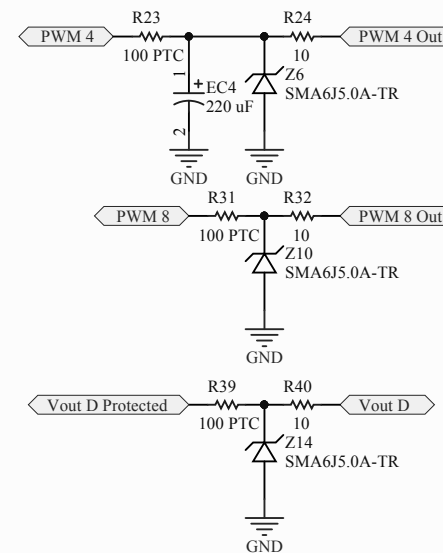 R23
R24
PWM 4
PWM 4 Out
100 PTC
10
1
Z6
EC4
SMA6J5.0A-TR
220 uF
2
GND
GND
R31
R32
PWM 8
PWM 8 Out
100 PTC
10
Z10
SMA6J5.0A-TR
GND
R39
R40
Vout D Protected
Vout D
100 PTC
10
Z14
SMA6J5.0A-TR
GND